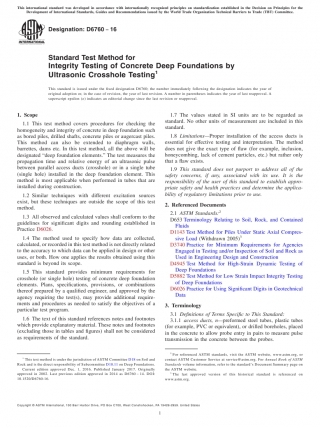 This international standard was developed in accordance with internationally recognized principles on standardization established in the Decision on Principles for the
Development of International Standards, Guides and Recommendations issued by the World Trade Organization Technical Barriers to Trade (TBT) Committee.
Designation: D6760 − 16
Standard Test Method for
Integrity Testing of Concrete Deep Foundations by
Ultrasonic Crosshole Testing1
This standard is issued under the fixed designation D6760; the number immediately following the designation indicates the year of
original adoption or, in the case of revision, the year of last revision. A number in parentheses indicates the year of last reapproval. A
superscript epsilon (´) indicates an editorial change since the last revision or reapproval.
1. Scope
1.1 This test method covers procedures for checking the
homogeneity and integrity of concrete in deep foundation such
as bored piles, drilled shafts, concrete piles or augercast piles.
This method can also be extended to diaphragm walls,
barrettes, dams etc. In this test method, all the above will be
designated “deep foundation elements.” The test measures the
propagation time and relative energy of an ultrasonic pulse
between parallel access ducts (crosshole) or in a single tube
(single hole) installed in the deep foundation element. This
method is most applicable when performed in tubes that are
installed during construction.
1.2 Similar techniques with different excitation sources
exist, but these techniques are outside the scope of this test
method.
1.3 All observed and calculated values shall conform to the
guidelines for significant digits and rounding established in
Practice D6026.
1.4 The method used to specify how data are collected,
calculated, or recorded in this test method is not directly related
to the accuracy to which data can be applied in design or other
uses, or both. How one applies the results obtained using this
standard is beyond its scope.
1.5 This standard provides minimum requirements for
crosshole (or single hole) testing of concrete deep foundation
elements. Plans, specifications, provisions, or combinations
thereof prepared by a qualified engineer, and approved by the
agency requiring the test(s), may provide additional require-
ments and procedures as needed to satisfy the objectives of a
particular test program.
1.6 The text of this standard references notes and footnotes
which provide explanatory material. These notes and footnotes
(excluding those in tables and figures) shall not be considered
as requirements of the standard.
1.7 The values stated in SI units are to be regarded as
standard. No other units of measurement are included in this
standard.
1.8 Limitations—Proper installation of the access ducts is
essential for effective testing and interpretation. The method
does not give the exact type of flaw (for example, inclusion,
honeycombing, lack of cement particles, etc.) but rather only
that a flaw exists.
1.9 This standard does not purport to address all of the
safety concerns, if any, associated with its use. It is the
responsibility of the user of this standard to establish appro-
priate safety and health practices and determine the applica-
bility of regulatory limitations prior to use.
2. Referenced Documents
2.1 ASTM Standards:2
D653 Terminology Relating to Soil, Rock, and Contained
Fluids
D1143 Test Method for Piles Under Static Axial Compres-
sive Load (Withdrawn 2005)3
D3740 Practice for Minimum Requirements for Agencies
Engaged in Testing and/or Inspection of Soil and Rock as
Used in Engineering Design and Construction
D4945 Test Method for High-Strain Dynamic Testing of
Deep Foundations
D5882 Test Method for Low Strain Impact Integrity Testing
of Deep Foundations
D6026 Practice for Using Significant Digits in Geotechnical
Data
3. Terminology
3.1 Definitions of Terms Specific to This Standard:
3.1.1 access ducts, n—preformed steel tubes, plastic tubes
(for example, PVC or equivalent), or drilled boreholes, placed
in the concrete to allow probe entry in pairs to measure pulse
transmission in the concrete between the probes.
1 This test method is under the jurisdiction of ASTM Committee D18 on Soil and
Rock and is the direct responsibility of Subcommittee D18.11 on Deep Foundations.
Current edition approved
2 For referenced ASTM standards, visit the ASTM website, www.astm.org, or
contact ASTM Customer Service at service@astm.org. For Annual Book of ASTM
Standards volume information, refer to the standard's Document Summary page on
the ASTM website.
3 The last approved version of this historical standard is referenced on
www.astm.org.
Copyright © ASTM International, 100 Barr Harbor Drive, PO Box C700, West Conshohocken, PA 19428-2959. United States
1